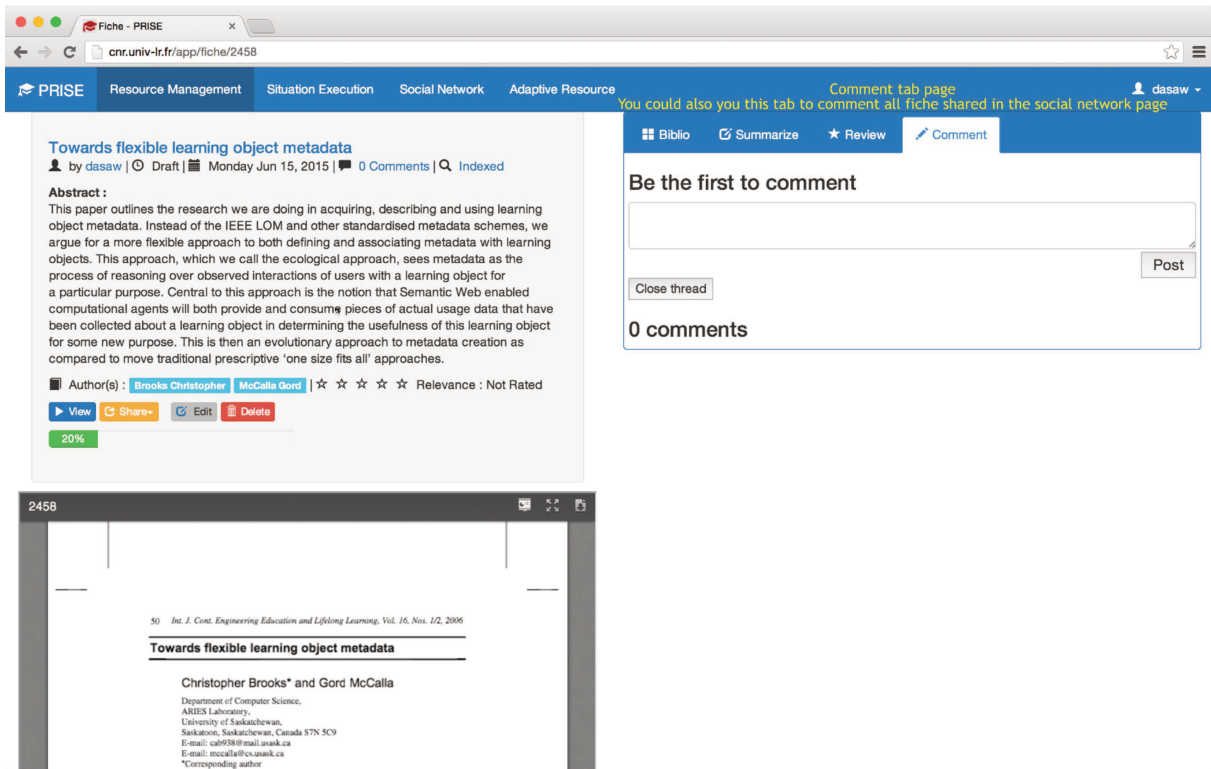 Fiche - PRISE
cnr.univ-lr.fr/app/fiche/2458
PRISE Resource Management Situation Execution Social Network Adaptive Resource dasaw
Comment tab page
You could also you this tab to comment all fiche shared in the social network page
Towards flexible learning object metadata
by dasaw | Draft | Monday Jun 15, 2015 | 0 Comments | Indexed
Abstract :
This paper outlines the research we are doing in acquiring, describing and using learning
object metadata. Instead of the IEEE LOM and other standardised metadata schemes, we
argue for a more flexible approach to both defining and associating metadata with learning
objects. This approach, which we call the ecological approach, sees metadata as the
process of reasoning over observed interactions of users with a learning object for
a particular purpose. Central to this approach is the notion that Semantic Web enabled
computational agents will both provide and consume pieces of actual usage data that have
been collected about a learning object in determining the usefulness of this learning object
for some new purpose. This is then an evolutionary approach to metadata creation as
compared to move traditional prescriptive 'one size fits all' approaches.
Author(s) : Brooks Christopher McCalla Gord | Relevance : Not Rated
View Share Edit Delete
20%
Biblio Summarize Review Comment
Be the first to comment
Post
Close thread
0 comments
2458
50 Int. J. Cont. Engineering Education and Lifelong Learning, Vol. 16, Nos. 1/2, 2006
Towards flexible learning object metadata
Christopher Brooks* and Gord McCalla
Department of Computer Science,
ARIES Laboratory,
University of Saskatchewan,
Saskatoon, Saskatchewan, Canada S7N 5C9
E-mail: cab938@mail.usask.ca
E-mail: mccalla@cs.usask.ca
*Corresponding author